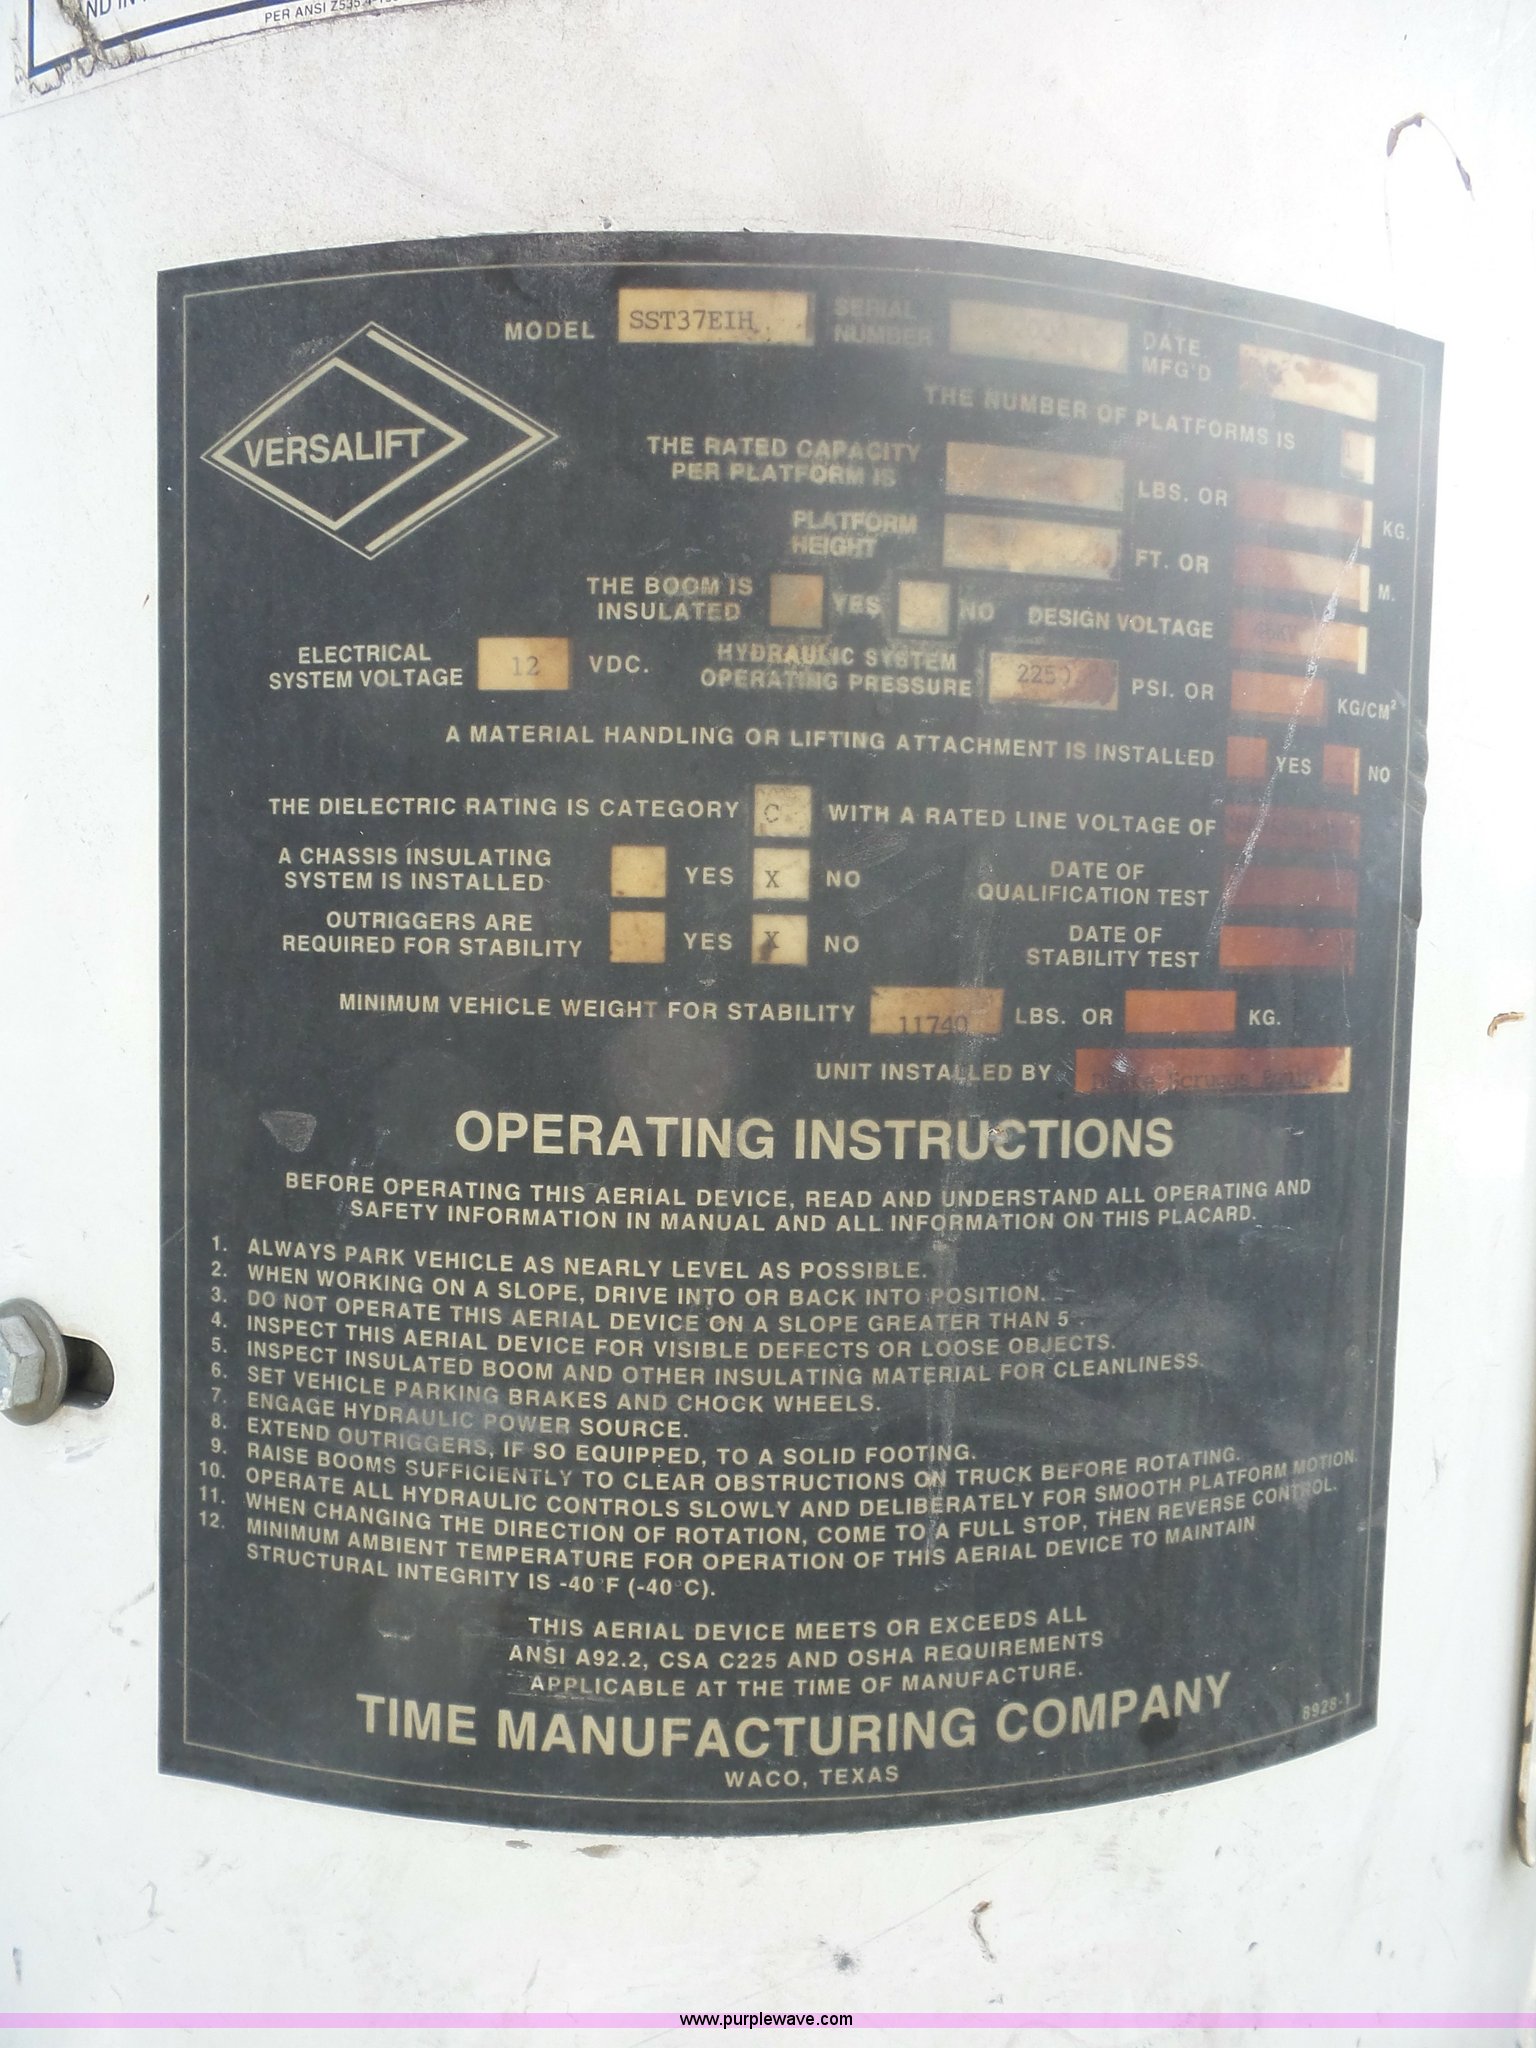 PER ANSI Z535.4
MODEL SST37EIH SERIAL NUMBER DATE MFG'D
VERSALIFT
THE NUMBER OF PLATFORMS IS
THE RATED CAPACITY PER PLATFORM IS LBS. OR KG.
PLATFORM HEIGHT FT. OR M.
THE BOOM IS INSULATED YES NO DESIGN VOLTAGE
ELECTRICAL SYSTEM VOLTAGE 12 VDC. HYDRAULIC SYSTEM OPERATING PRESSURE 2250 PSI. OR KG/CM²
A MATERIAL HANDLING OR LIFTING ATTACHMENT IS INSTALLED YES NO
THE DIELECTRIC RATING IS CATEGORY C WITH A RATED LINE VOLTAGE OF
A CHASSIS INSULATING SYSTEM IS INSTALLED YES X NO DATE OF QUALIFICATION TEST
OUTRIGGERS ARE REQUIRED FOR STABILITY YES X NO DATE OF STABILITY TEST
MINIMUM VEHICLE WEIGHT FOR STABILITY 11740 LBS. OR KG.
UNIT INSTALLED BY
OPERATING INSTRUCTIONS
BEFORE OPERATING THIS AERIAL DEVICE, READ AND UNDERSTAND ALL OPERATING AND
SAFETY INFORMATION IN MANUAL AND ALL INFORMATION ON THIS PLACARD.
1. ALWAYS PARK VEHICLE AS NEARLY LEVEL AS POSSIBLE.
2. WHEN WORKING ON A SLOPE, DRIVE INTO OR BACK INTO POSITION.
3. DO NOT OPERATE THIS AERIAL DEVICE ON A SLOPE GREATER THAN 5°.
4. INSPECT THIS AERIAL DEVICE FOR VISIBLE DEFECTS OR LOOSE OBJECTS.
5. INSPECT INSULATED BOOM AND OTHER INSULATING MATERIAL FOR CLEANLINESS.
6. SET VEHICLE PARKING BRAKES AND CHOCK WHEELS.
7. ENGAGE HYDRAULIC POWER SOURCE.
8. EXTEND OUTRIGGERS, IF SO EQUIPPED, TO A SOLID FOOTING.
9. RAISE BOOMS SUFFICIENTLY TO CLEAR OBSTRUCTIONS ON TRUCK BEFORE ROTATING.
10. OPERATE ALL HYDRAULIC CONTROLS SLOWLY AND DELIBERATELY FOR SMOOTH PLATFORM MOTION.
11. WHEN CHANGING THE DIRECTION OF ROTATION, COME TO A FULL STOP, THEN REVERSE CONTROL.
12. MINIMUM AMBIENT TEMPERATURE FOR OPERATION OF THIS AERIAL DEVICE TO MAINTAIN
STRUCTURAL INTEGRITY IS -40°F (-40°C).
THIS AERIAL DEVICE MEETS OR EXCEEDS ALL
ANSI A92.2, CSA C225 AND OSHA REQUIREMENTS
APPLICABLE AT THE TIME OF MANUFACTURE.
TIME MANUFACTURING COMPANY
8928-1
WACO, TEXAS
www.purplewave.com